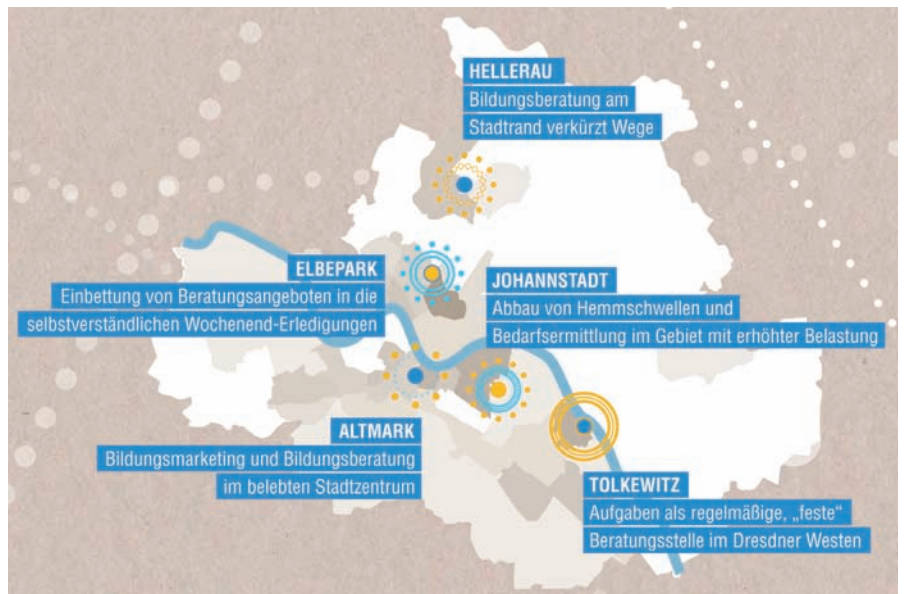 HELLERAU
Bildungsberatung am
Stadtrand verkürzt Wege
ELBEPARK
Einbettung von Beratungsangeboten in die
selbstverständlichen Wochenend-Erledigungen
JOHANNSTADT
Abbau von Hemmschwellen und
Bedarfsermittlung im Gebiet mit erhöhter Belastung
ALTMARK
Bildungsmarketing und Bildungsberatung
im belebten Stadtzentrum
TOLKEWITZ
Aufgaben als regelmäßige, „feste“
Beratungsstelle im Dresdner Westen